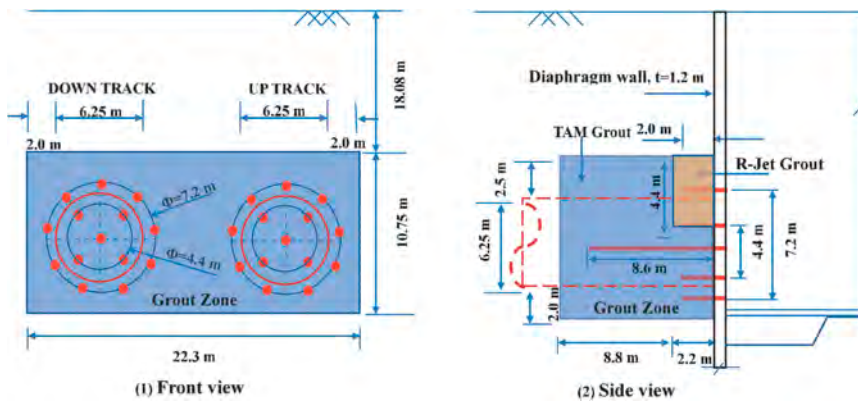 DOWN TRACK
UP TRACK
6.25 m
6.25 m
18.08 m
2.0 m
2.0 m
Φ=7.2 m
Φ=4.4 m
10.75 m
Grout Zone
22.3 m
(1) Front view
Diaphragm wall, t=1.2 m
TAM Grout
2.0 m
R-Jet Grout
2.5 m
4.4 m
6.25 m
4.4 m
7.2 m
8.6 m
2.0 m
Grout Zone
8.8 m
2.2 m
(2) Side view